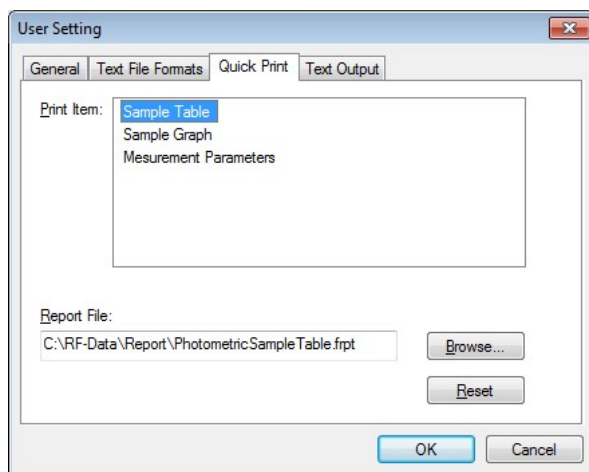 User Setting
General Text File Formats Quick Print Text Output
Print Item:
Sample Table
Sample Graph
Mesurement Parameters
Report File:
C:\RF-Data\Report\PhotometricSampleTable.frpt
Browse...
Reset
OK Cancel